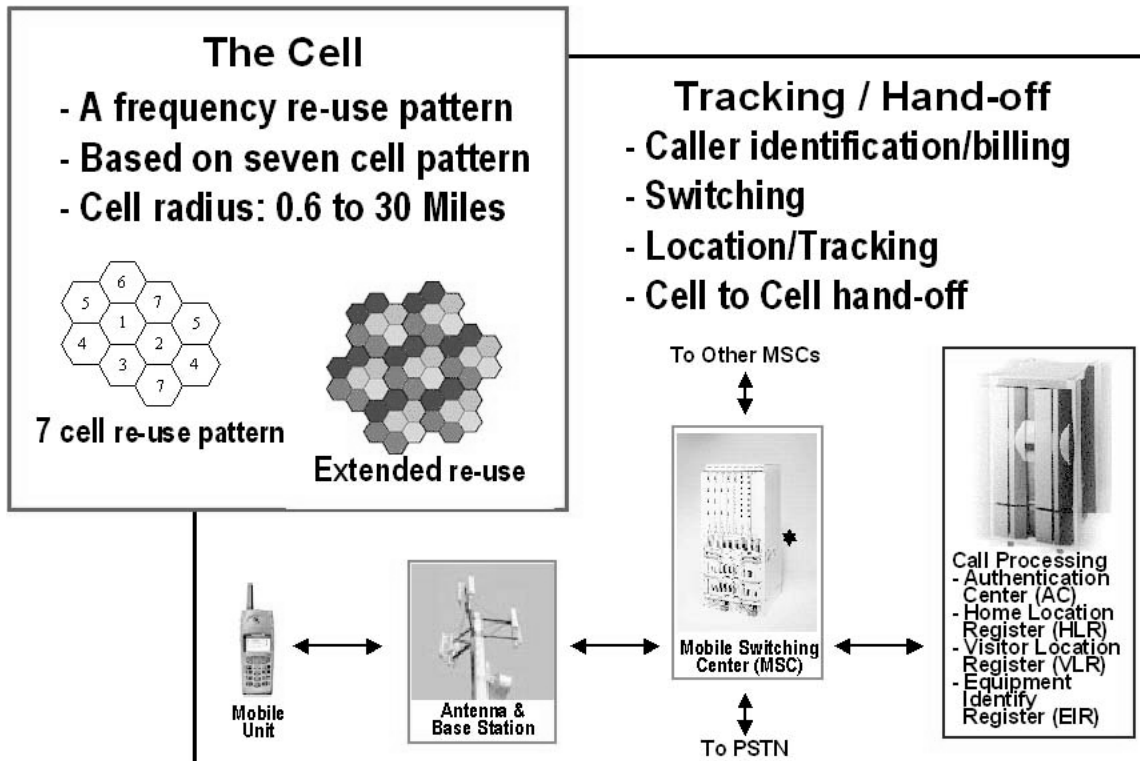 The Cell
- A frequency re-use pattern
- Based on seven cell pattern
- Cell radius: 0.6 to 30 Miles
6
5
7
1
5
4
2
3
4
7
7 cell re-use pattern
Extended re-use
Tracking / Hand-off
- Caller identification/billing
- Switching
- Location/Tracking
- Cell to Cell hand-off
To Other MSCs
Mobile
Unit
Antenna &
Base Station
Mobile Switching
Center (MSC)
To PSTN
Call Processing
- Authentication
Center (AC)
- Home Location
Register (HLR)
- Visitor Location
Register (VLR)
- Equipment
Identify
Register (EIR)